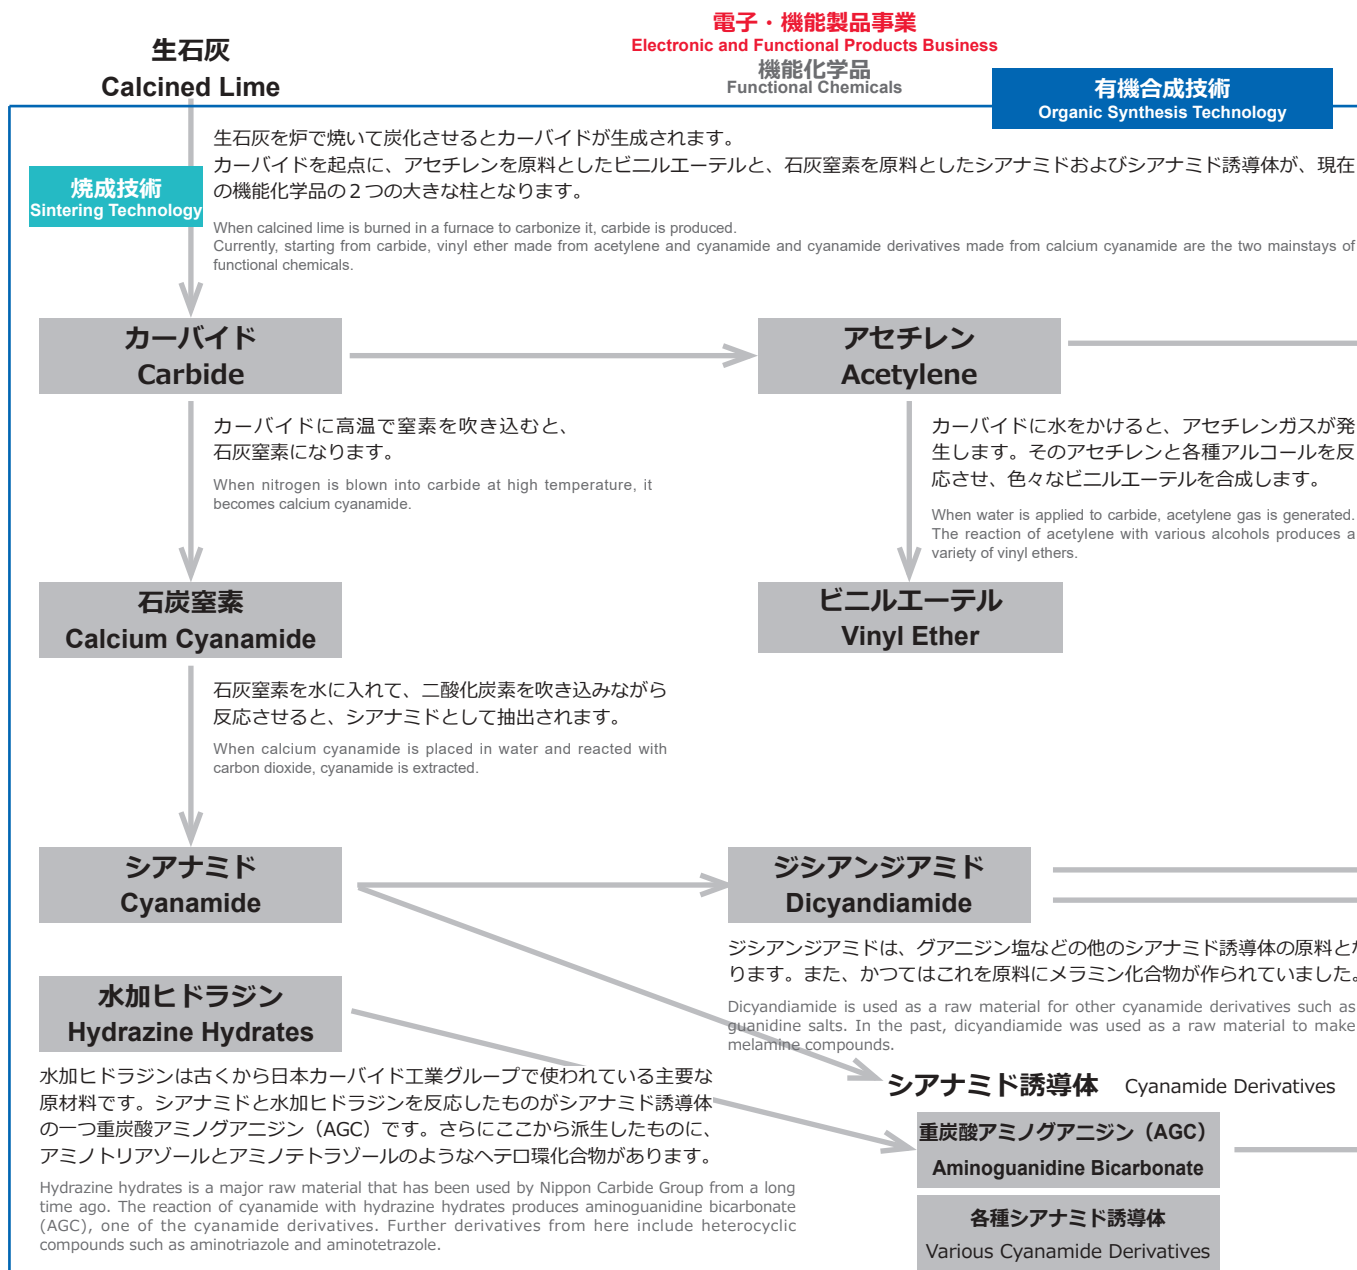 電子・機能製品事業
Electronic and Functional Products Business
機能化学品
Functional Chemicals
生石灰
Calcined Lime
有機合成技術
Organic Synthesis Technology
生石灰を炉で焼いて炭化させるとカーバイドが生成されます。
カーバイドを起点に、アセチレンを原料としたビニルエーテルと、石灰窒素を原料としたシアナミドおよびシアナミド誘導体が、現在
の機能化学品の２つの大きな柱となります。
焼成技術
Sintering Technology
When calcined lime is burned in a furnace to carbonize it, carbide is produced.
Currently, starting from carbide, vinyl ether made from acetylene and cyanamide and cyanamide derivatives made from calcium cyanamide are the two mainstays of
functional chemicals.
カーバイド
Carbide
アセチレン
Acetylene
カーバイドに高温で窒素を吹き込むと、
石灰窒素になります。
When nitrogen is blown into carbide at high temperature, it
becomes calcium cyanamide.
カーバイドに水をかけると、アセチレンガスが発
生します。そのアセチレンと各種アルコールを反
応させ、色々なビニルエーテルを合成します。
When water is applied to carbide, acetylene gas is generated.
The reaction of acetylene with various alcohols produces a
variety of vinyl ethers.
石炭窒素
Calcium Cyanamide
ビニルエーテル
Vinyl Ether
石灰窒素を水に入れて、二酸化炭素を吹き込みながら
反応させると、シアナミドとして抽出されます。
When calcium cyanamide is placed in water and reacted with
carbon dioxide, cyanamide is extracted.
シアナミド
Cyanamide
ジシアンジアミド
Dicyandiamide
ジシアンジアミドは、グアニジン塩などの他のシアナミド誘導体の原料とな
ります。また、かつてはこれを原料にメラミン化合物が作られていました。
Dicyandiamide is used as a raw material for other cyanamide derivatives such as
guanidine salts. In the past, dicyandiamide was used as a raw material to make
melamine compounds.
水加ヒドラジン
Hydrazine Hydrates
水加ヒドラジンは古くから日本カーバイド工業グループで使われている主要な
原材料です。シアナミドと水加ヒドラジンを反応したものがシアナミド誘導体
の一つ重炭酸アミノグアニジン（AGC）です。さらにここから派生したものに、
アミノトリアゾールとアミノテトラゾールのようなヘテロ環化合物があります。
Hydrazine hydrates is a major raw material that has been used by Nippon Carbide Group from a long
time ago. The reaction of cyanamide with hydrazine hydrates produces aminoguanidine bicarbonate
(AGC), one of the cyanamide derivatives. Further derivatives from here include heterocyclic
compounds such as aminotriazole and aminotetrazole.
シアナミド誘導体 Cyanamide Derivatives
重炭酸アミノグアニジン（AGC）
Aminoguanidine Bicarbonate
各種シアナミド誘導体
Various Cyanamide Derivatives